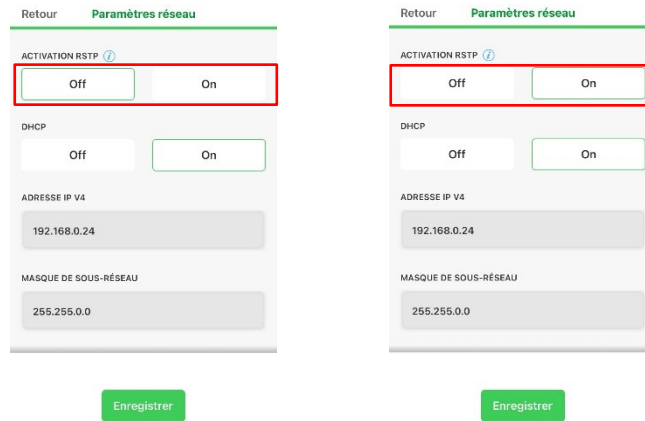 Retour Paramètres réseau
ACTIVATION RSTP i
Off On
DHCP
Off On
ADRESSE IP V4
192.168.0.24
MASQUE DE SOUS-RÉSEAU
255.255.0.0
Enregistrer
Retour Paramètres réseau
ACTIVATION RSTP i
Off On
DHCP
Off On
ADRESSE IP V4
192.168.0.24
MASQUE DE SOUS-RÉSEAU
255.255.0.0
Enregistrer